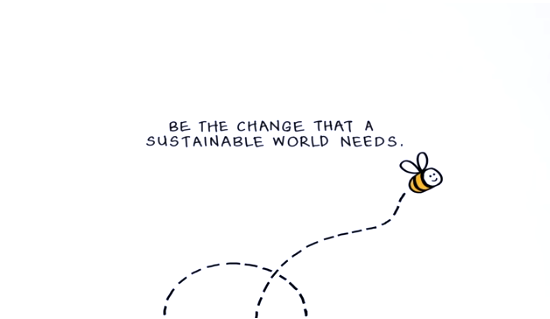 BE THE CHANGE THAT A
SUSTAINABLE WORLD NEEDS.